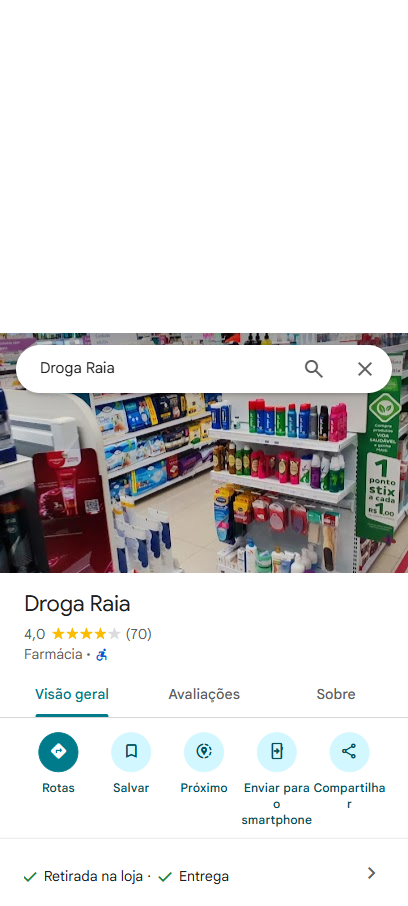 Droga Raia
Compre
produtos
VIDA
SAUDÁVEL
e ganhe
mais!
1
ponto
stix
a cada
R$1,00
Droga Raia
4,0 (70)
Farmácia ·
Visão geral
Avaliações
Sobre
Rotas
Salvar
Próximo
Enviar para
o
smartphone
Compartilha
r
Retirada na loja · Entrega